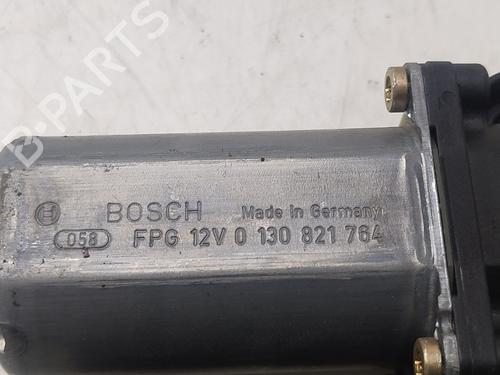 BOSCH Made in Germany
058 FPG 12V 0 130 821 764
B-PARTS